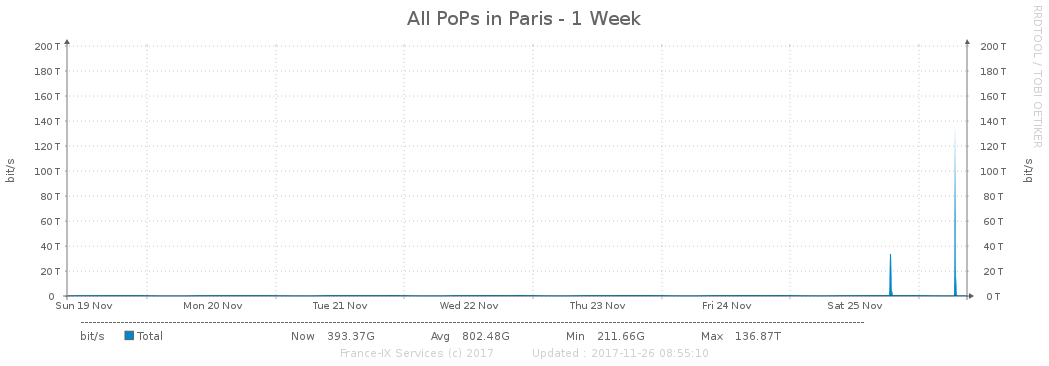 All PoPs in Paris - 1 Week
RRDTOOL / TOBI OETIKER
200 T 200 T
180 T 180 T
160 T 160 T
140 T 140 T
120 T 120 T
100 T 100 T
80 T 80 T
60 T 60 T
40 T 40 T
20 T 20 T
0 0 T
bit/s
bit/s
Sun 19 Nov Mon 20 Nov Tue 21 Nov Wed 22 Nov Thu 23 Nov Fri 24 Nov Sat 25 Nov
bit/s Total Now 393.37G Avg 802.48G Min 211.66G Max 136.87T
France-IX Services (c) 2017 Updated : 2017-11-26 08:55:10